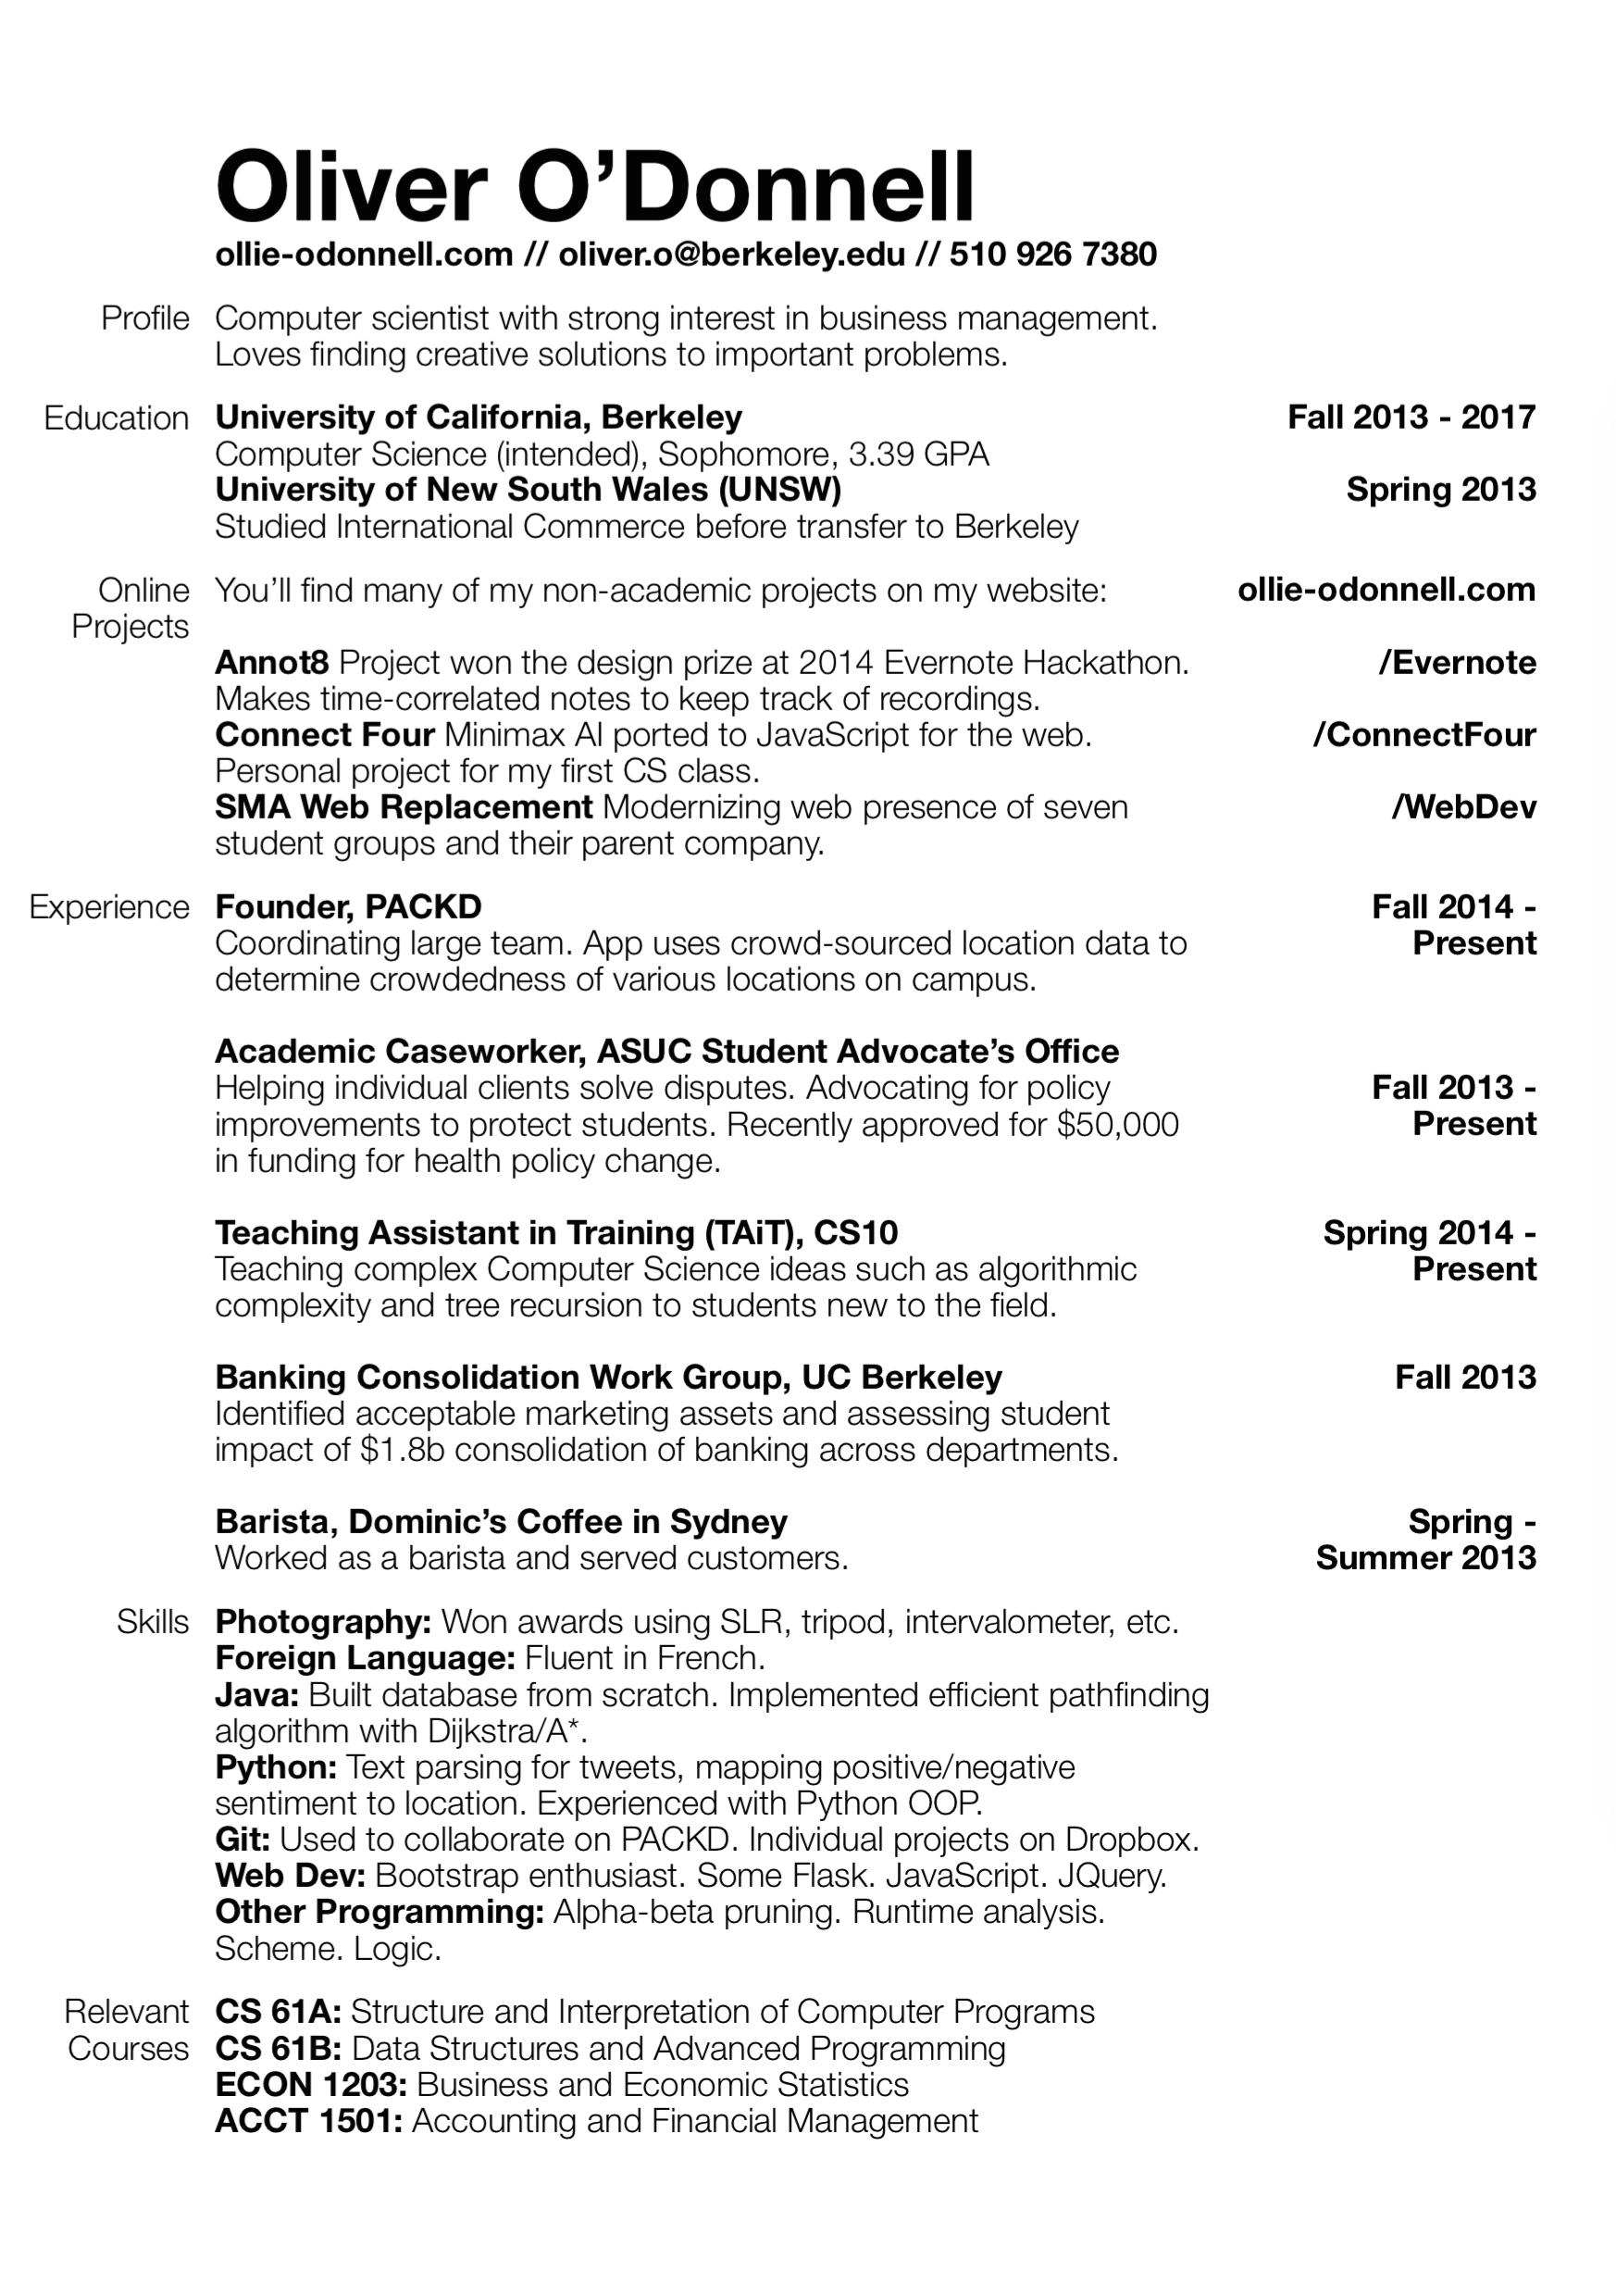 Oliver O’Donnell
ollie-odonnell.com // oliver.o@berkeley.edu // 510 926 7380
Profile Computer scientist with strong interest in business management.
Loves finding creative solutions to important problems.
Education University of California, Berkeley Fall 2013 - 2017
Computer Science (intended), Sophomore, 3.39 GPA
University of New South Wales (UNSW) Spring 2013
Studied International Commerce before transfer to Berkeley
Online You’ll find many of my non-academic projects on my website: ollie-odonnell.com
Projects
Annot8 Project won the design prize at 2014 Evernote Hackathon. /Evernote
Makes time-correlated notes to keep track of recordings.
Connect Four Minimax AI ported to JavaScript for the web. /ConnectFour
Personal project for my first CS class.
SMA Web Replacement Modernizing web presence of seven /WebDev
student groups and their parent company.
Experience Founder, PACKD Fall 2014 -
Coordinating large team. App uses crowd-sourced location data to Present
determine crowdedness of various locations on campus.
Academic Caseworker, ASUC Student Advocate’s Office
Helping individual clients solve disputes. Advocating for policy Fall 2013 -
improvements to protect students. Recently approved for $50,000 Present
in funding for health policy change.
Teaching Assistant in Training (TAiT), CS10 Spring 2014 -
Teaching complex Computer Science ideas such as algorithmic Present
complexity and tree recursion to students new to the field.
Banking Consolidation Work Group, UC Berkeley Fall 2013
Identified acceptable marketing assets and assessing student
impact of $1.8b consolidation of banking across departments.
Barista, Dominic’s Coffee in Sydney Spring -
Worked as a barista and served customers. Summer 2013
Skills Photography: Won awards using SLR, tripod, intervalometer, etc.
Foreign Language: Fluent in French.
Java: Built database from scratch. Implemented efficient pathfinding
algorithm with Dijkstra/A*.
Python: Text parsing for tweets, mapping positive/negative
sentiment to location. Experienced with Python OOP.
Git: Used to collaborate on PACKD. Individual projects on Dropbox.
Web Dev: Bootstrap enthusiast. Some Flask. JavaScript. JQuery.
Other Programming: Alpha-beta pruning. Runtime analysis.
Scheme. Logic.
Relevant CS 61A: Structure and Interpretation of Computer Programs
Courses CS 61B: Data Structures and Advanced Programming
ECON 1203: Business and Economic Statistics
ACCT 1501: Accounting and Financial Management